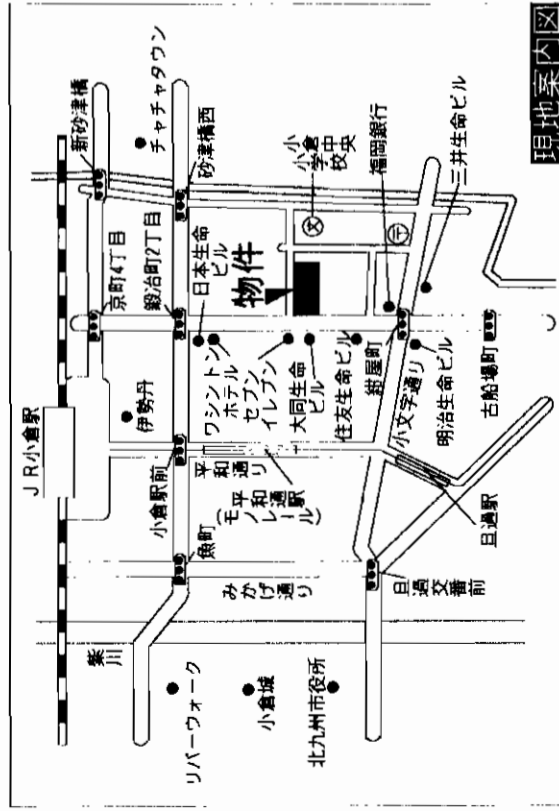 現地案内図
JR小倉駅
新砂津橋
チャチャタウン
京町4丁目
砂津橋西
鍛冶町2丁目
日本生命
ビル
伊勢丹
ワシントン
ホテル
セブン
イレブン
大同生命
ビル
住友生命ビル
物件
小倉中央
小学校
文
福岡銀行
三井生命ビル
紺屋町
小文字通り
明治生命ビル
古船場町
小倉駅前
平和通り
平和通駅
(モノレール)
旦過駅
魚町
みかげ通り
旦過交番
前
紫川
リバーウォーク
小倉城
北九州市役所